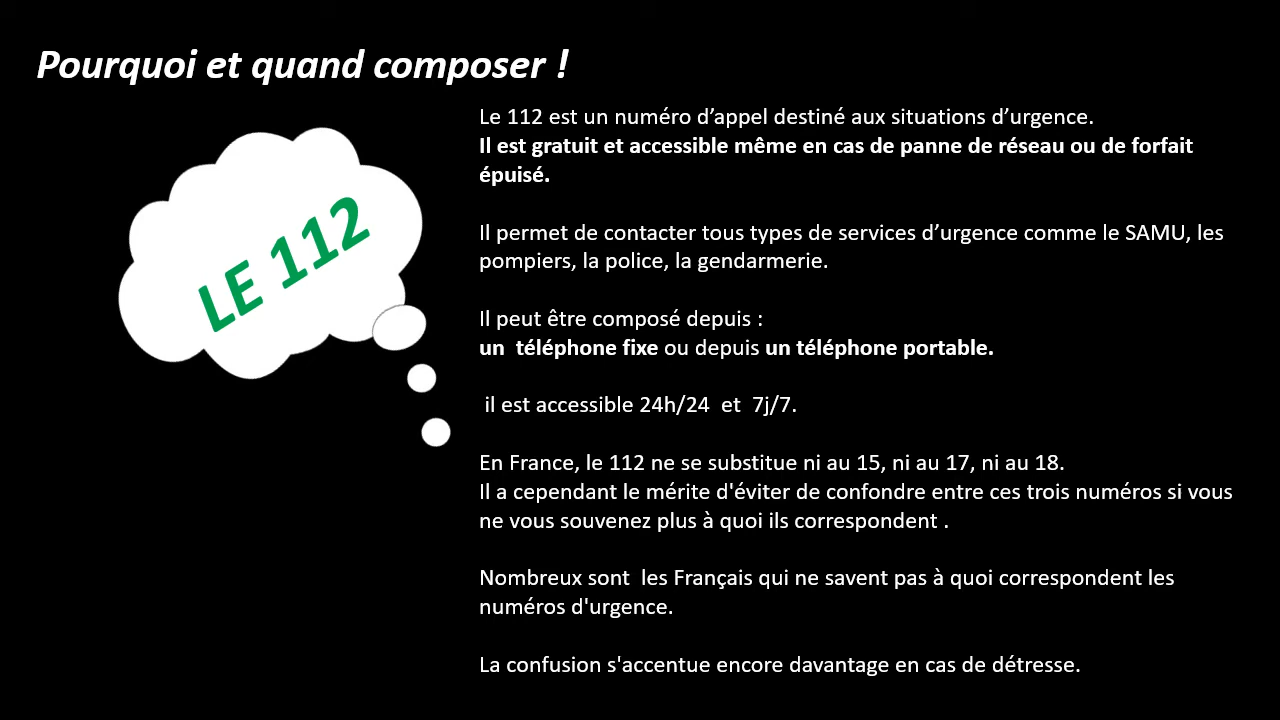 Pourquoi et quand composer !
LE 112
Le 112 est un numéro d’appel destiné aux situations d’urgence.
Il est gratuit et accessible même en cas de panne de réseau ou de forfait
épuisé.
Il permet de contacter tous types de services d’urgence comme le SAMU, les
pompiers, la police, la gendarmerie.
Il peut être composé depuis :
un  téléphone fixe ou depuis un téléphone portable.
il est accessible 24h/24  et  7j/7.
En France, le 112 ne se substitue ni au 15, ni au 17, ni au 18.
Il a cependant le mérite d'éviter de confondre entre ces trois numéros si vous
ne vous souvenez plus à quoi ils correspondent .
Nombreux sont  les Français qui ne savent pas à quoi correspondent les
numéros d'urgence.
La confusion s'accentue encore davantage en cas de détresse.